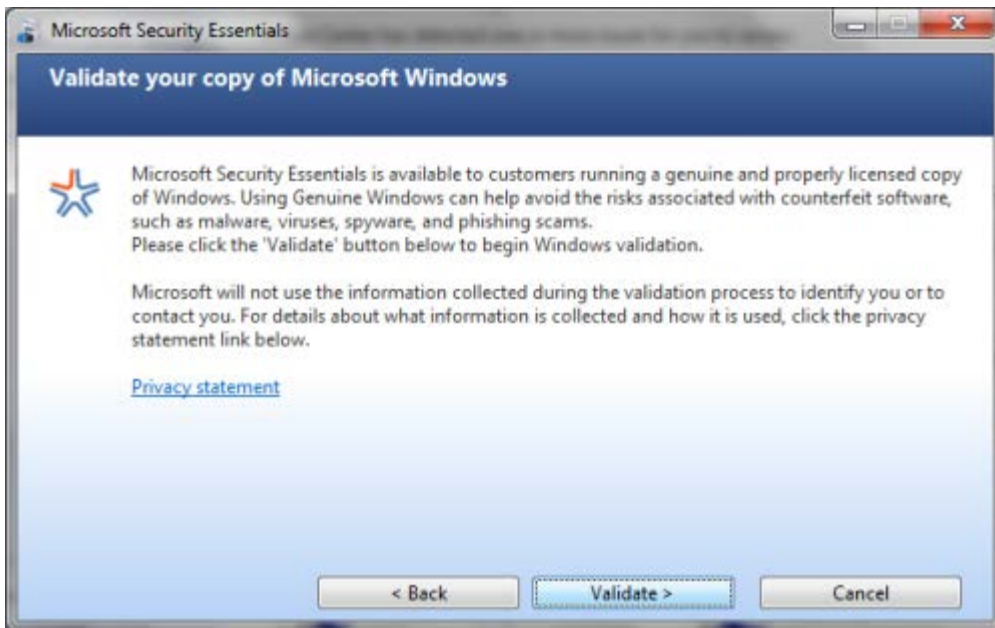 Microsoft Security Essentials
Validate your copy of Microsoft Windows
Microsoft Security Essentials is available to customers running a genuine and properly licensed copy
of Windows. Using Genuine Windows can help avoid the risks associated with counterfeit software,
such as malware, viruses, spyware, and phishing scams.
Please click the 'Validate' button below to begin Windows validation.
Microsoft will not use the information collected during the validation process to identify you or to
contact you. For details about what information is collected and how it is used, click the privacy
statement link below.
Privacy statement
< Back
Validate >
Cancel